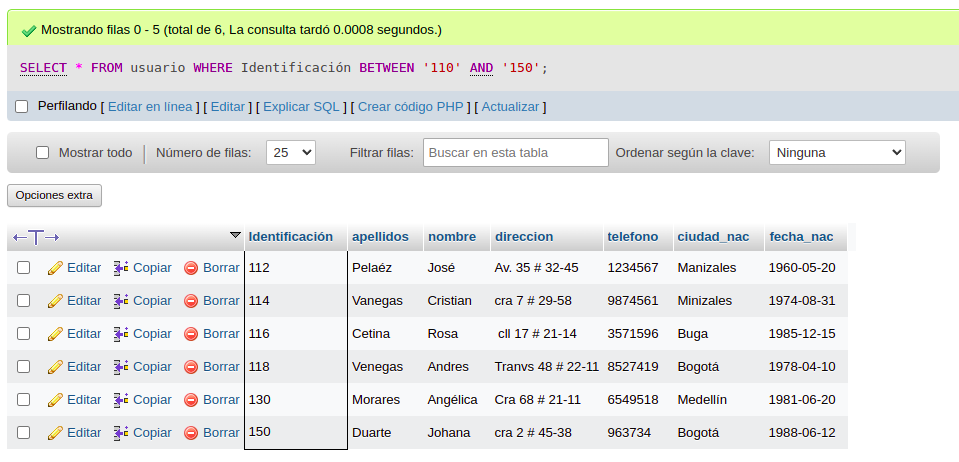 Mostrando filas 0 - 5 (total de 6, La consulta tardó 0.0008 segundos.)
SELECT * FROM usuario WHERE Identificación BETWEEN '110' AND '150';
Perfilando [ Editar en línea ] [ Editar ] [ Explicar SQL ] [ Crear código PHP ] [ Actualizar ]
Mostrar todo | Número de filas: 25 Filtrar filas: Buscar en esta tabla Ordenar según la clave: Ninguna
Opciones extra
←T→ Identificación apellidos nombre direccion telefono ciudad_nac fecha_nac
Editar Copiar Borrar 112 Pelaéz José Av. 35 # 32-45 1234567 Manizales 1960-05-20
Editar Copiar Borrar 114 Vanegas Cristian cra 7 # 29-58 9874561 Minizales 1974-08-31
Editar Copiar Borrar 116 Cetina Rosa cll 17 # 21-14 3571596 Buga 1985-12-15
Editar Copiar Borrar 118 Venegas Andres Tranvs 48 # 22-11 8527419 Bogotá 1978-04-10
Editar Copiar Borrar 130 Morares Angélica Cra 68 # 21-11 6549518 Medellín 1981-06-20
Editar Copiar Borrar 150 Duarte Johana cra 2 # 45-38 963734 Bogotá 1988-06-12